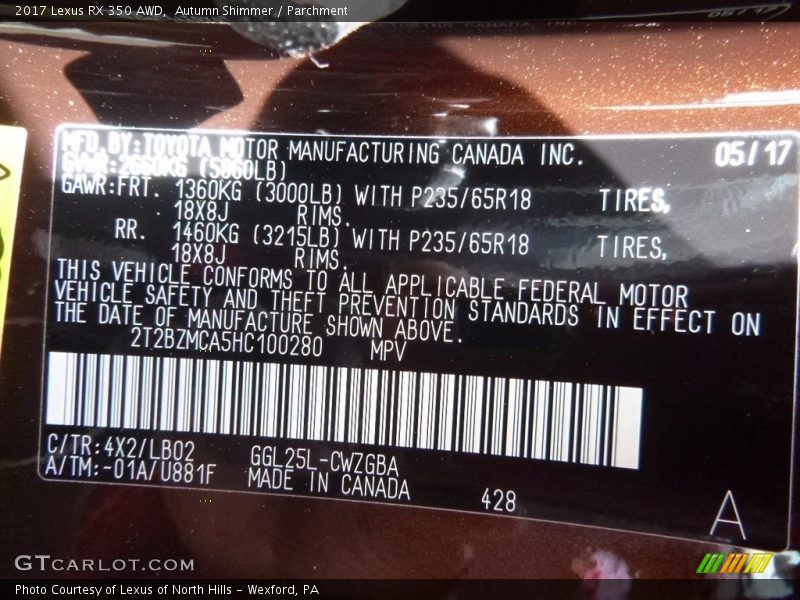 2017 Lexus RX 350 AWD, Autumn Shimmer / Parchment
MFD.BY:TOYOTA MOTOR MANUFACTURING CANADA INC. 05/17
GVWR:2660KG (5860LB)
GAWR:FRT. 1360KG (3000LB) WITH P235/65R18 TIRES,
18X8J RIMS.
RR. 1460KG (3215LB) WITH P235/65R18 TIRES,
18X8J RIMS.
THIS VEHICLE CONFORMS TO ALL APPLICABLE FEDERAL MOTOR
VEHICLE SAFETY AND THEFT PREVENTION STANDARDS IN EFFECT ON
THE DATE OF MANUFACTURE SHOWN ABOVE.
2T2BZMCA5HC100280 MPV
C/TR:4X2/LB02 GGL25L-CWZGBA
A/TM:-01A/U881F MADE IN CANADA 428 A
GTCARLOT.COM
Photo Courtesy of Lexus of North Hills - Wexford, PA